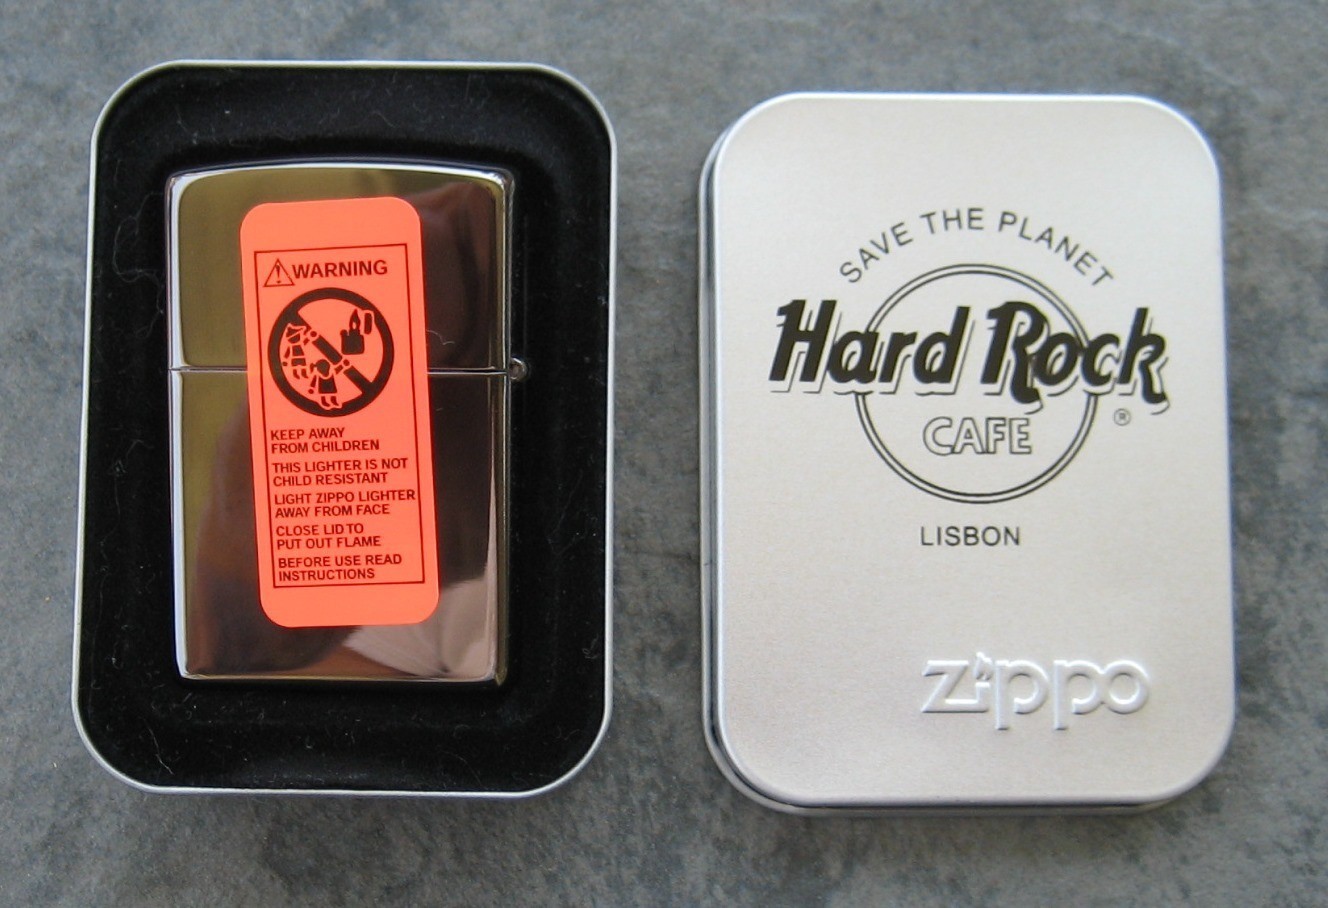 WARNING
KEEP AWAY
FROM CHILDREN
THIS LIGHTER IS NOT
CHILD RESISTANT
LIGHT ZIPPO LIGHTER
AWAY FROM FACE
CLOSE LID TO
PUT OUT FLAME
BEFORE USE READ
INSTRUCTIONS
SAVE THE PLANET
Hard Rock
®
CAFE
LISBON
Zippo